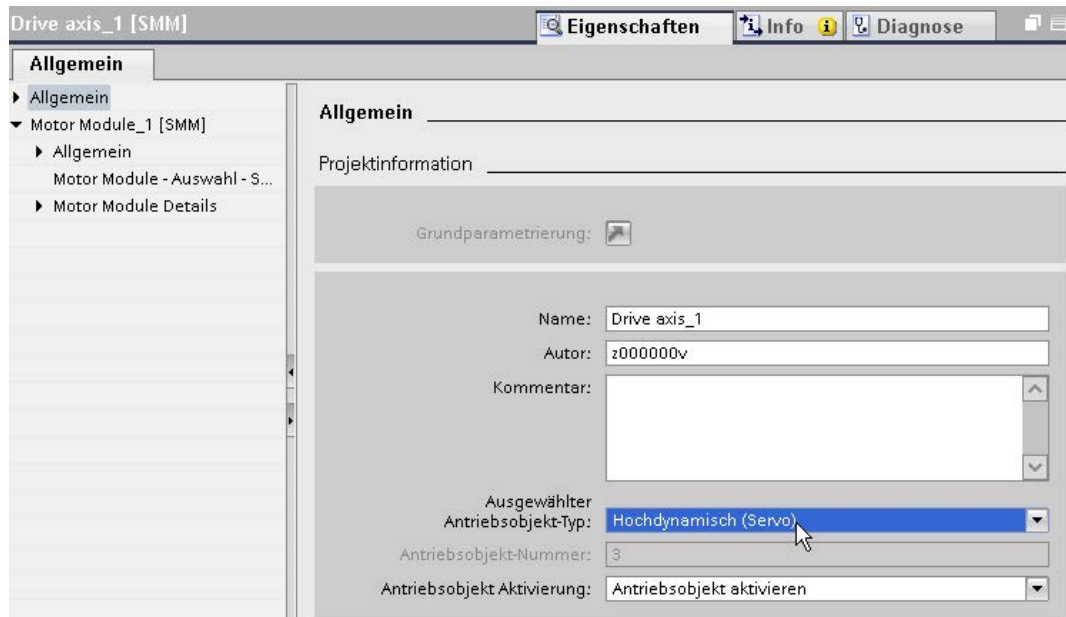 Drive axis_1 [SMM]
Eigenschaften
Info
Diagnose
Allgemein
Allgemein
Motor Module_1 [SMM]
Allgemein
Motor Module - Auswahl - S...
Motor Module Details
Allgemein
Projektinformation
Grundparametrierung:
Name: Drive axis_1
Autor: z000000v
Kommentar:
Ausgewählter
Antriebsobjekt-Typ: Hochdynamisch (Servo)
Antriebsobjekt-Nummer: 3
Antriebsobjekt Aktivierung: Antriebsobjekt aktivieren